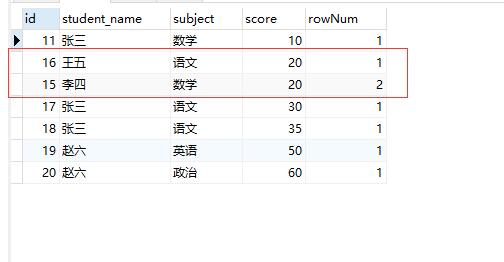 id student_name subject score rowNum
11 张三 数学 10 1
16 王五 语文 20 1
15 李四 数学 20 2
17 张三 语文 30 1
18 张三 语文 35 1
19 赵六 英语 50 1
20 赵六 政治 60 1